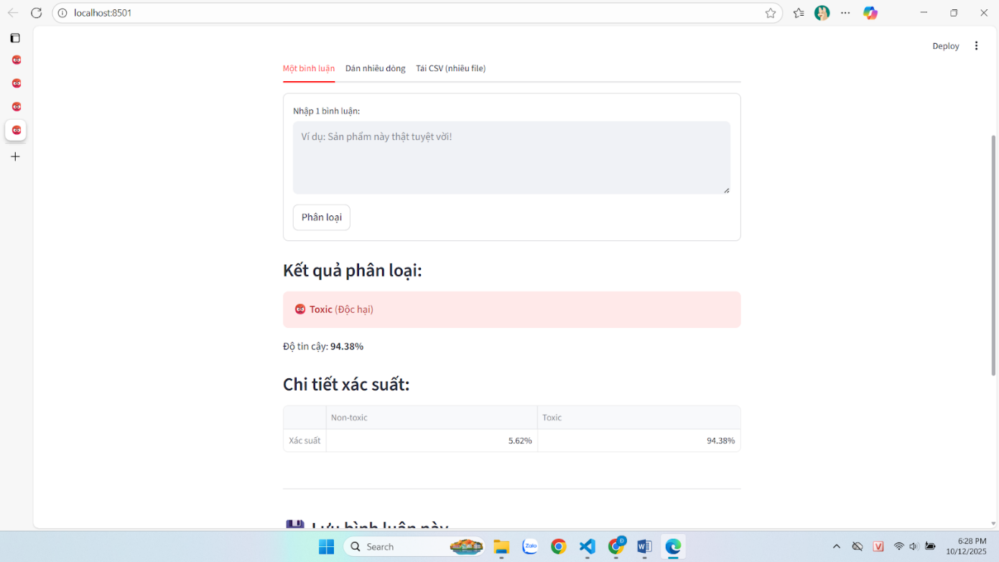 localhost:8501
Deploy
Một bình luận Dán nhiều dòng Tải CSV (nhiều file)
Nhập 1 bình luận:
Ví dụ: Sản phẩm này thật tuyệt vời!
Phân loại
Kết quả phân loại:
Toxic (Độc hại)
Độ tin cậy: 94.38%
Chi tiết xác suất:
Non-toxic Toxic
Xác suất 5.62% 94.38%
Lưu bình luận này
Search
Zalo
D
V
6:28 PM
10/12/2025